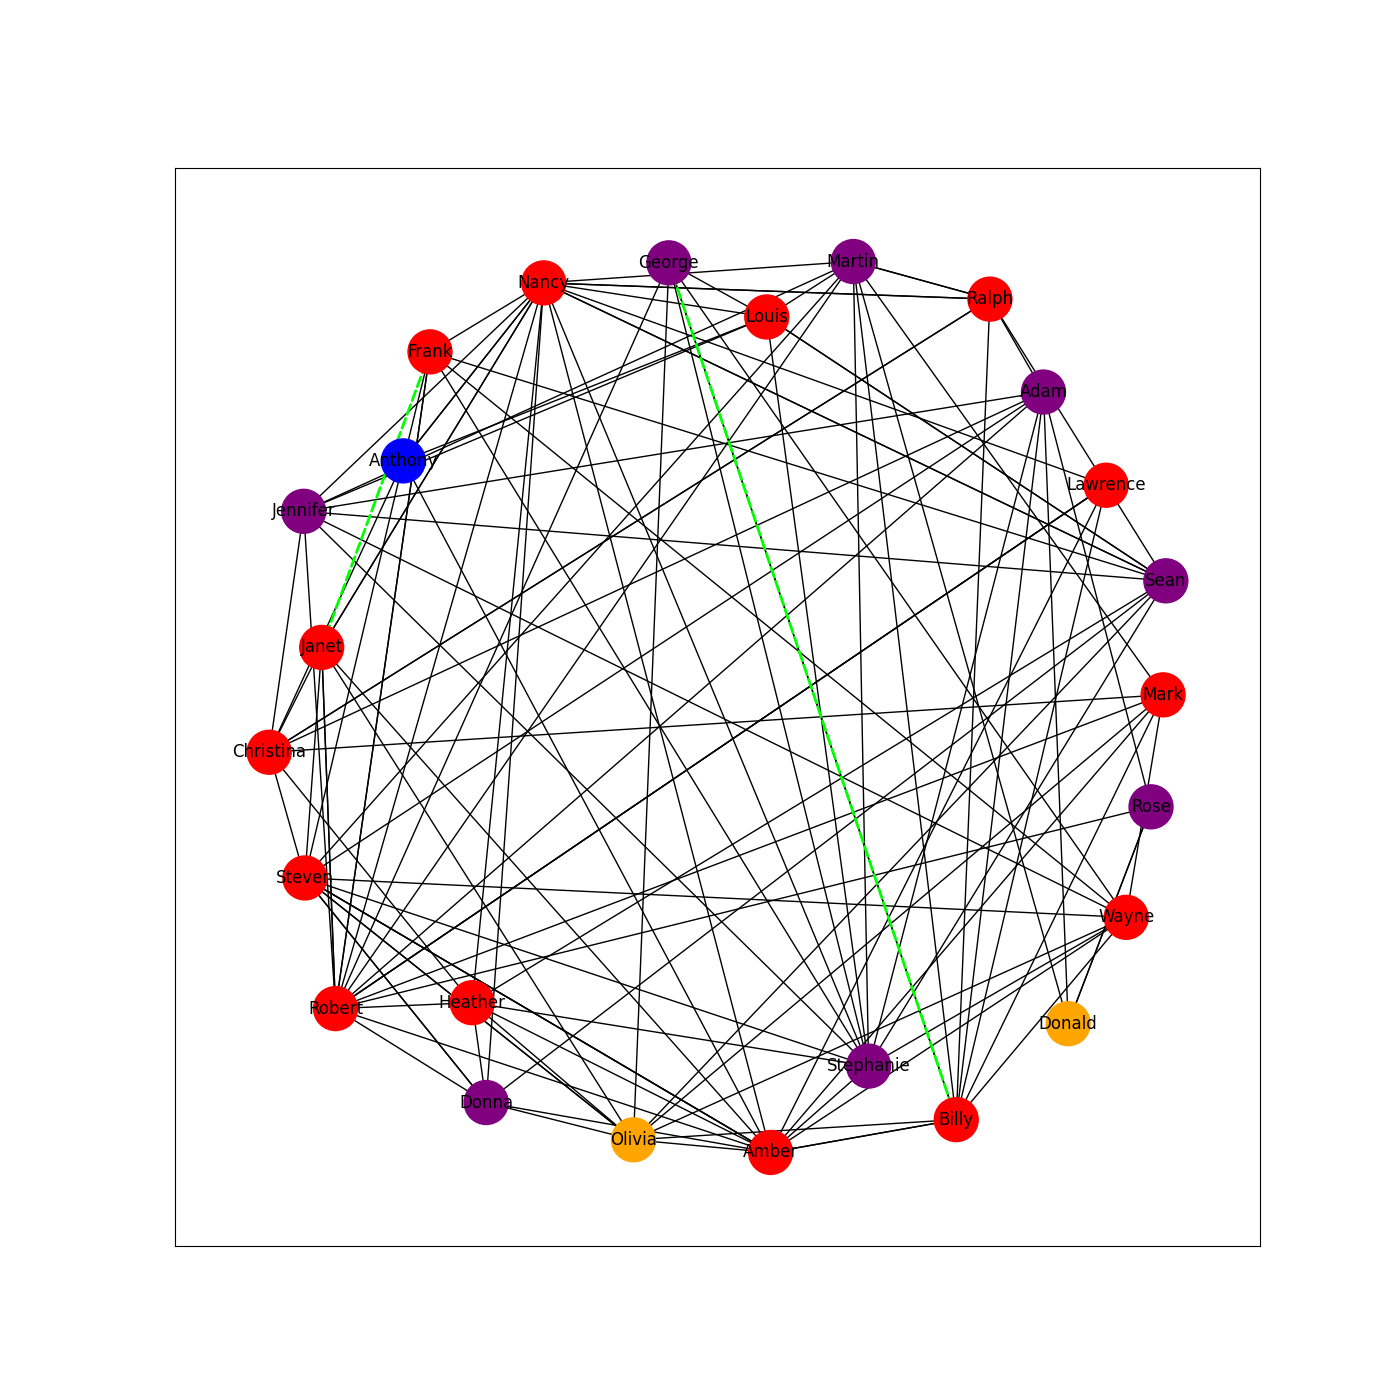 George
Martin
Nancy
Ralph
Louis
Frank
Adam
Anthony
Lawrence
Jennifer
Sean
Janet
Mark
Christina
Rose
Steven
Wayne
Heather
Robert
Donald
Stephanie
Donna
Billy
Olivia
Amber